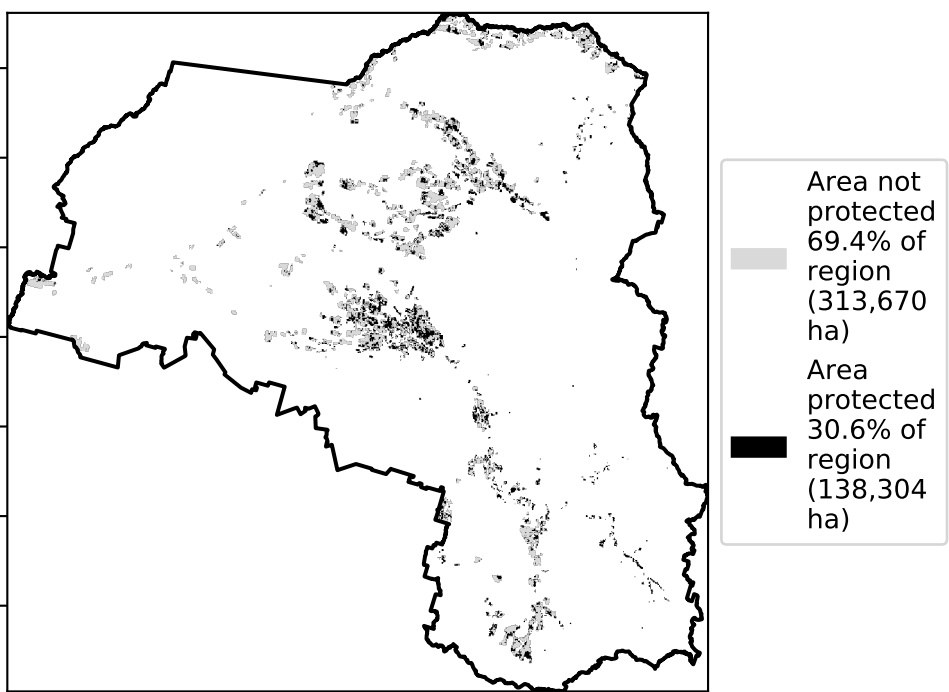 Area not
protected
69.4% of
region
(313,670
ha)
Area
protected
30.6% of
region
(138,304
ha)